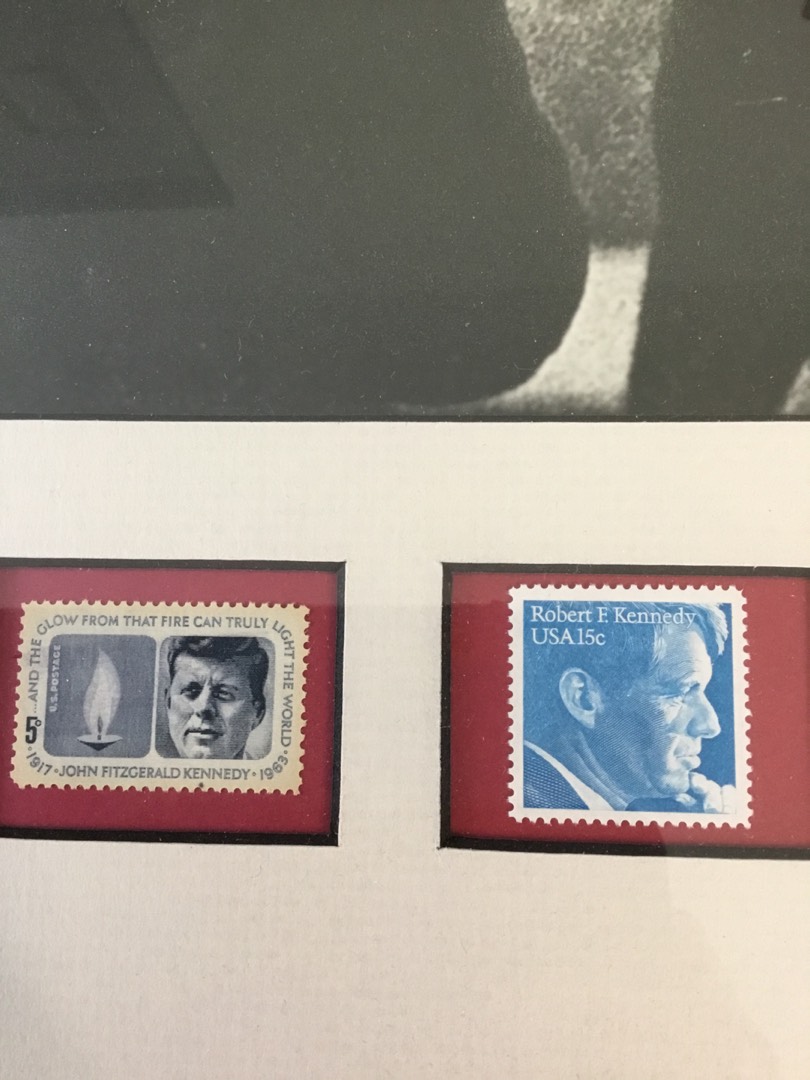 ...AND THE GLOW FROM THAT FIRE CAN TRULY LIGHT THE WORLD
U.S. POSTAGE
5¢
1917 • JOHN FITZGERALD KENNEDY • 1963
Robert F. Kennedy
USA 15c